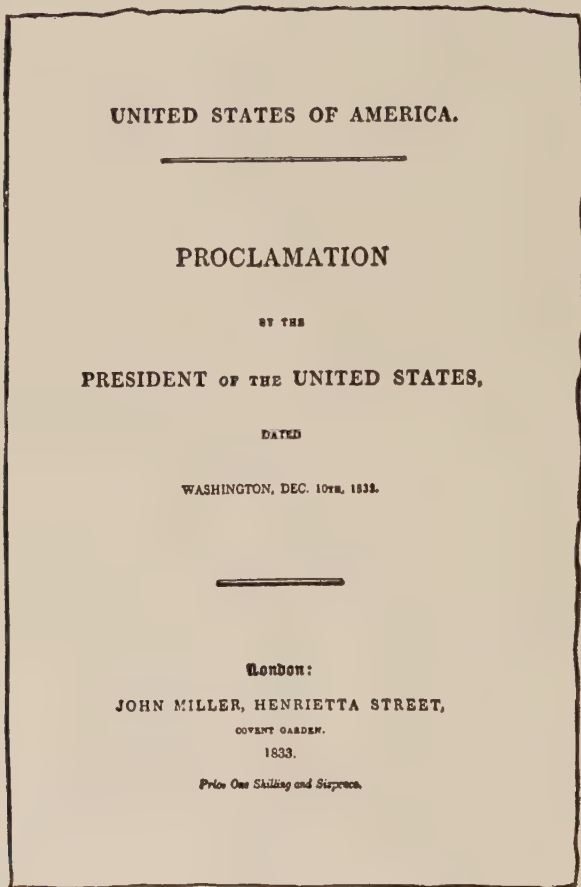 UNITED STATES OF AMERICA.
PROCLAMATION
BY THE
PRESIDENT OF THE UNITED STATES,
DATED
WASHINGTON, DEC. 10TH, 1832.
London:
JOHN MILLER, HENRIETTA STREET,
COVENT GARDEN.
1833.
Price One Shilling and Sixpence.